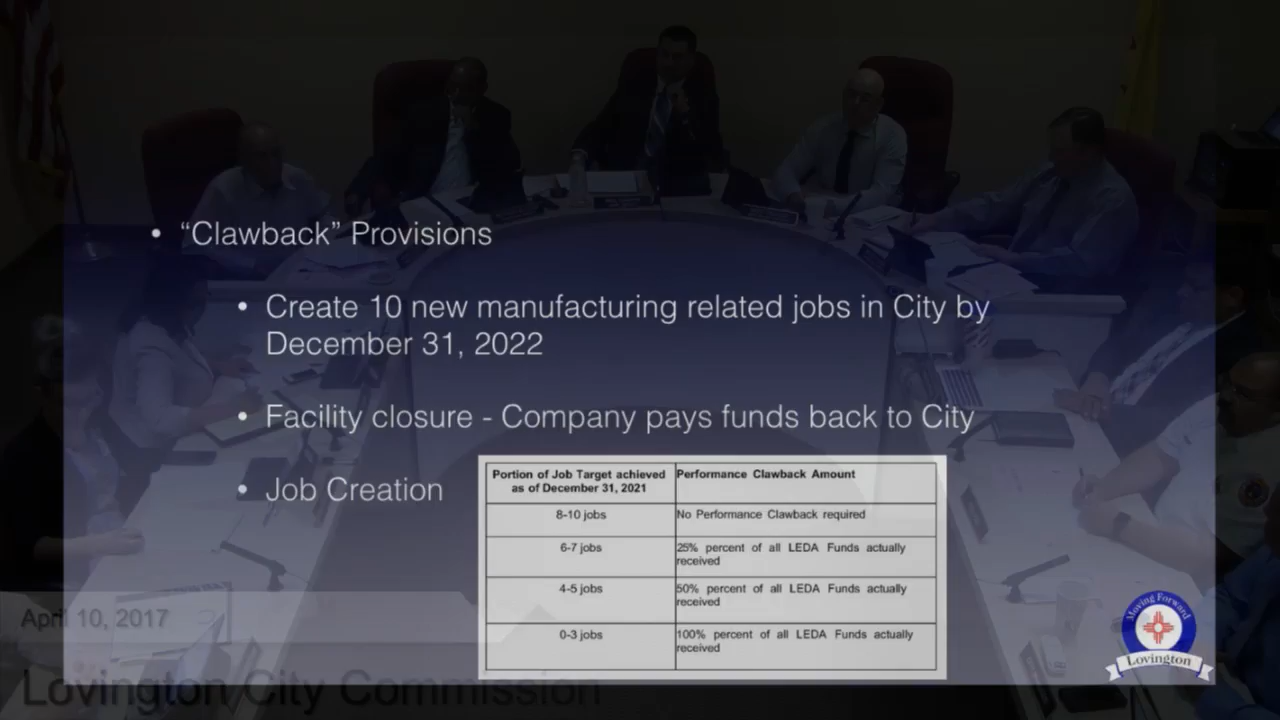 • “Clawback” Provisions
• Create 10 new manufacturing related jobs in City by
December 31, 2022
• Facility closure - Company pays funds back to City
• Job Creation
Portion of Job Target achieved
as of December 31, 2021
Performance Clawback Amount
8-10 jobs
No Performance Clawback required
6-7 jobs
25% percent of all LEDA Funds actually
received
4-5 jobs
50% percent of all LEDA Funds actually
received
0-3 jobs
100% percent of all LEDA Funds actually
received
April 10, 2017
Lovington City Commission
Moving Forward
Lovington